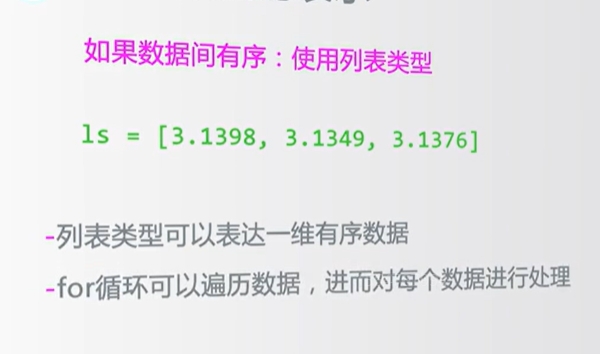 如果数据间有序：使用列表类型
ls = [3.1398, 3.1349, 3.1376]
-列表类型可以表达一维有序数据
-for循环可以遍历数据，进而对每个数据进行处理